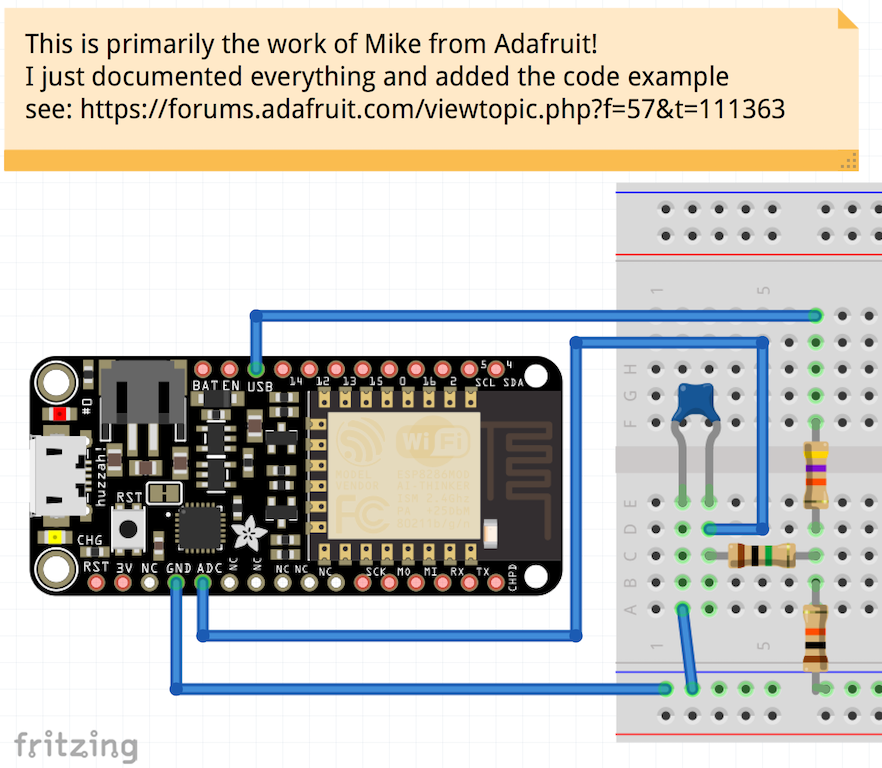 This is primarily the work of Mike from Adafruit!
I just documented everything and added the code example
see: https://forums.adafruit.com/viewtopic.php?f=57&t=111363
1 5
BAT EN USB 14 12 13 15 0 16 2 5 4
SCL SDA
#0
H
G
F
WiFi
FC
huzzah!
RST
CHG
E
D
C
B
A
RST 3V NC GND ADC NC NC NC NC NC SCK MO MI RX TX CHPD
1 5
fritzing